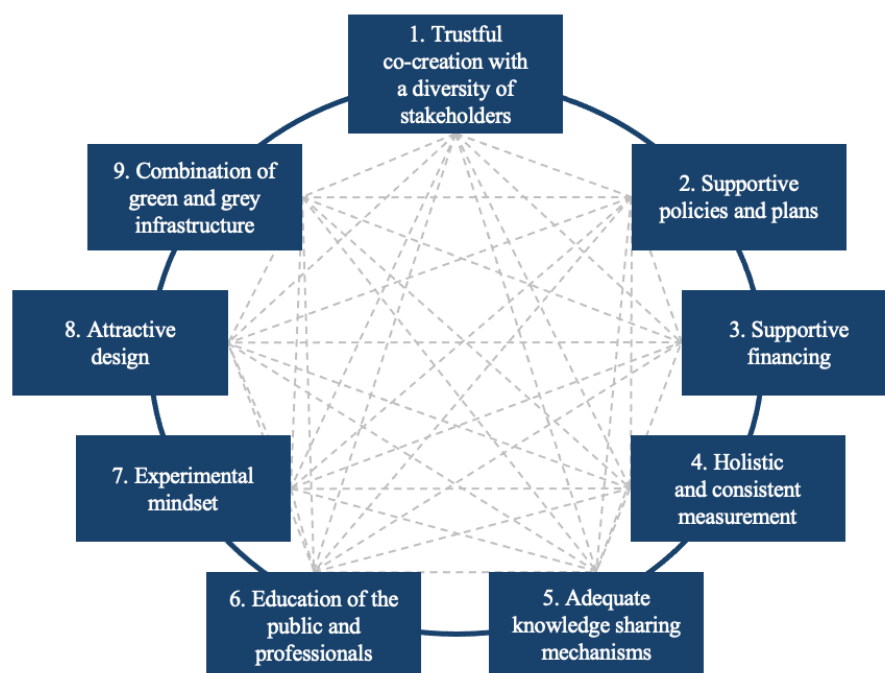 1. Trustful
co-creation with
a diversity of
stakeholders
2. Supportive
policies and plans
3. Supportive
financing
4. Holistic
and consistent
measurement
5. Adequate
knowledge sharing
mechanisms
6. Education of the
public and
professionals
7. Experimental
mindset
8. Attractive
design
9. Combination of
green and grey
infrastructure